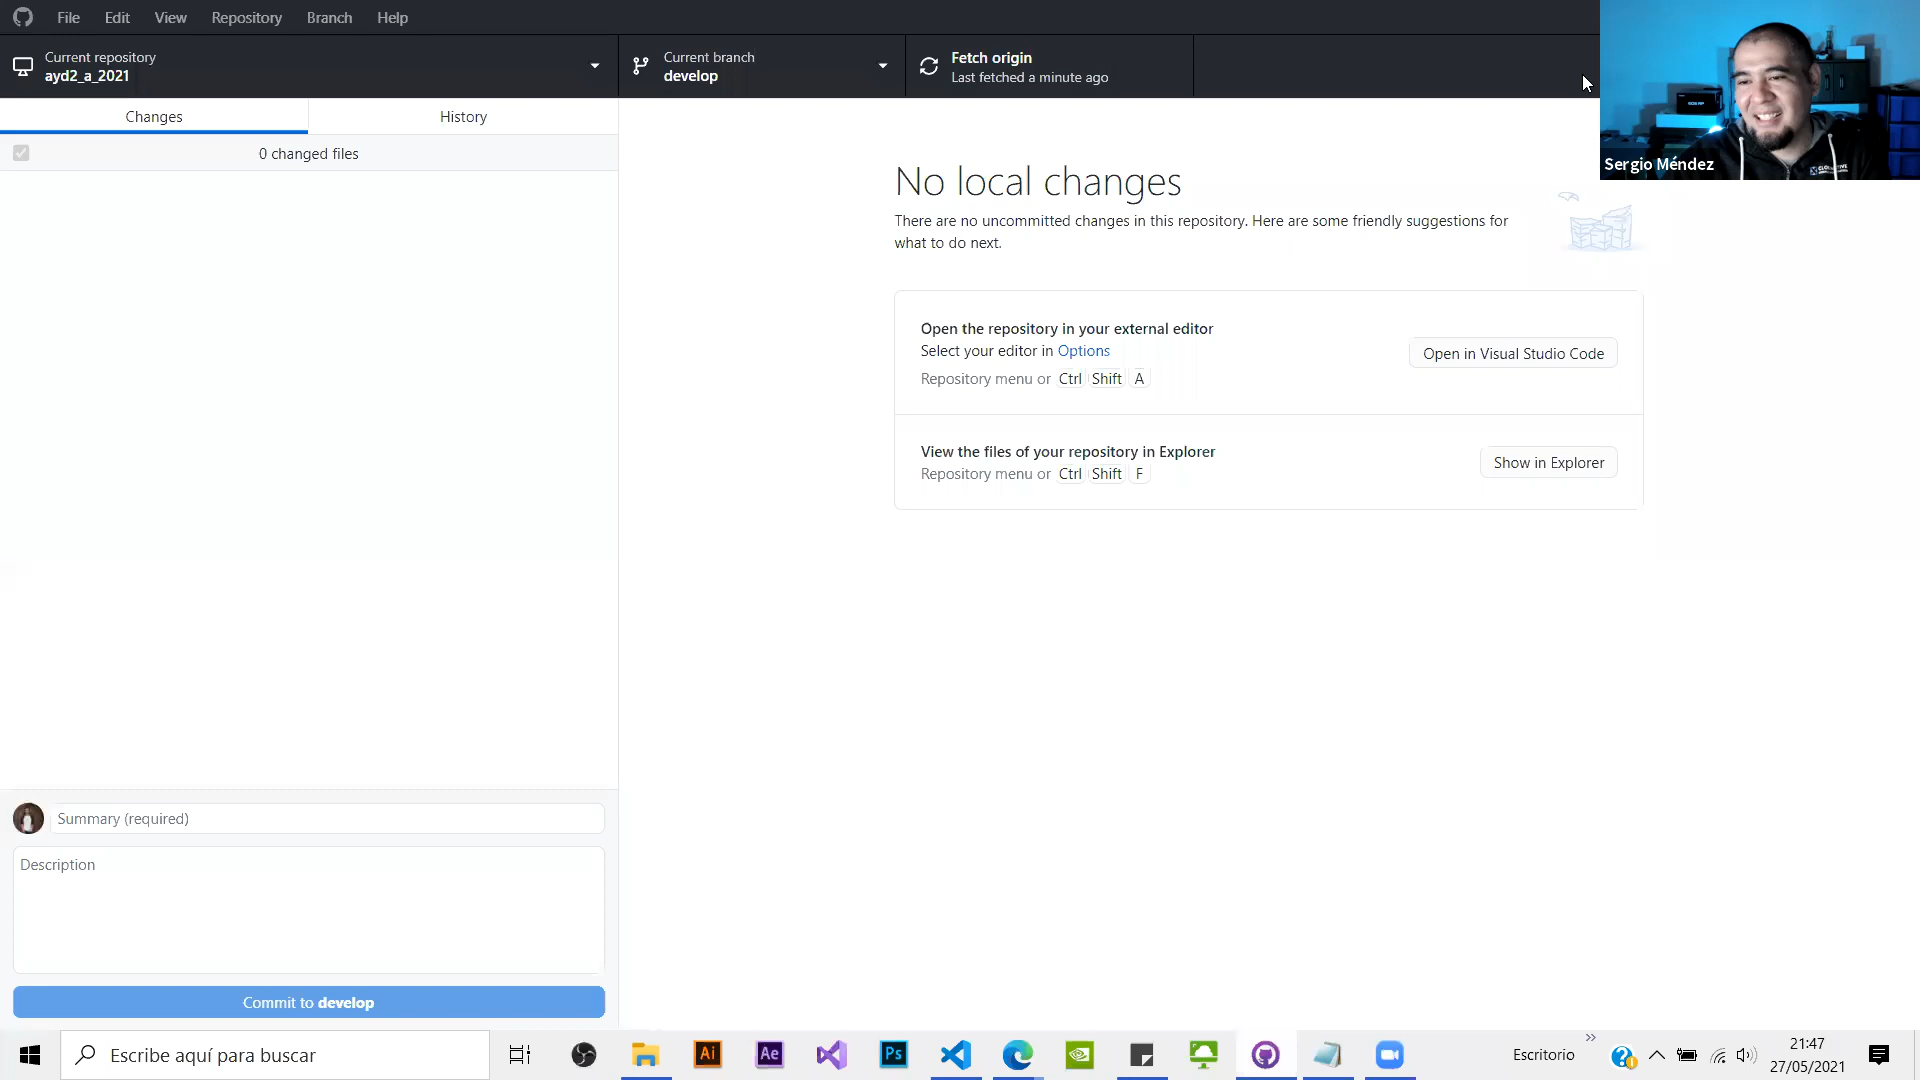 File Edit View Repository Branch Help
Current repository
ayd2_a_2021
Current branch
develop
Fetch origin
Last fetched a minute ago
Changes
History
0 changed files
No local changes
There are no uncommitted changes in this repository. Here are some friendly suggestions for
what to do next.
Open the repository in your external editor
Select your editor in Options
Repository menu or Ctrl Shift A
Open in Visual Studio Code
View the files of your repository in Explorer
Repository menu or Ctrl Shift F
Show in Explorer
Sergio Méndez
Summary (required)
Description
Commit to develop
Escribe aquí para buscar
Ai
Ae
Ps
Escritorio
21:47
27/05/2021